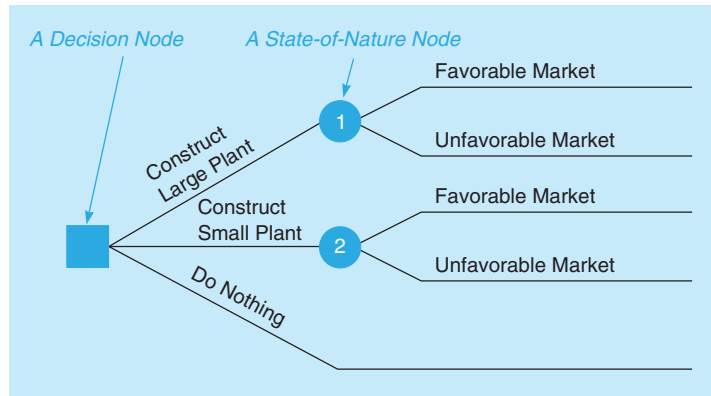 A Decision Node
A State-of-Nature Node
Favorable Market
1
Unfavorable Market
Construct
Large Plant
Favorable Market
Construct
Small Plant
2
Unfavorable Market
Do Nothing